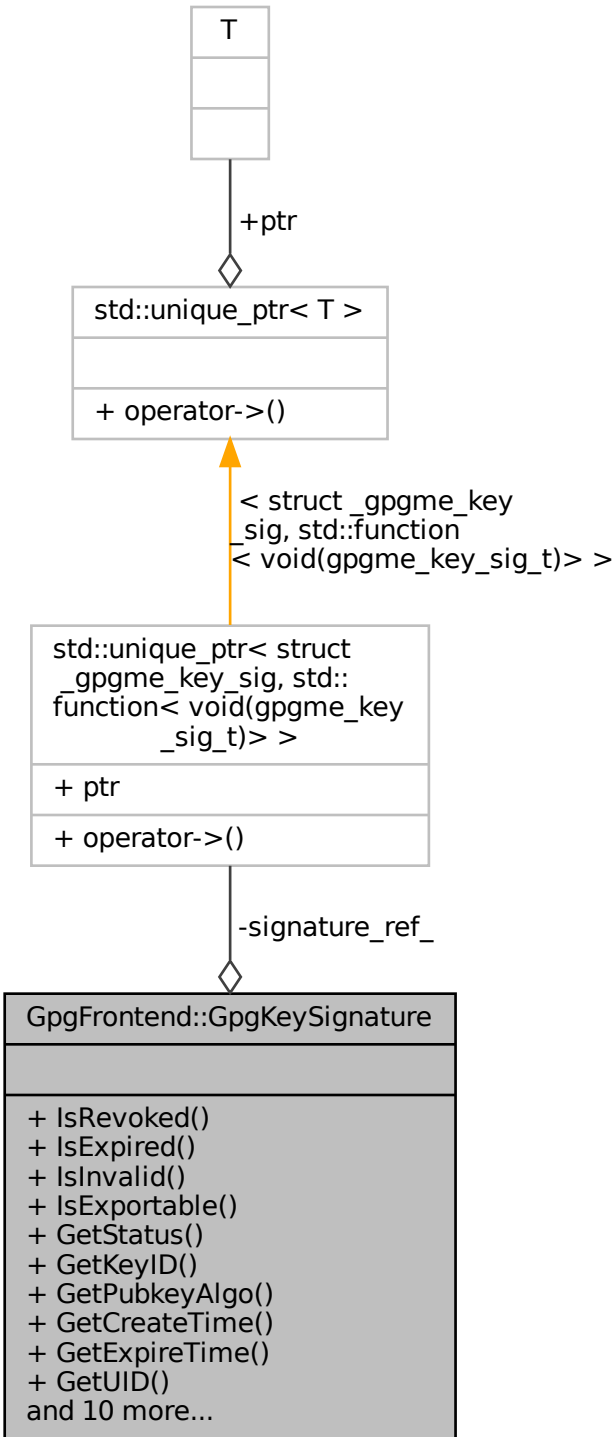 T
+ptr
std::unique_ptr< T >
+ operator->()
< struct _gpgme_key
_sig, std::function
< void(gpgme_key_sig_t)> >
std::unique_ptr< struct
_gpgme_key_sig, std::
function< void(gpgme_key
_sig_t)> >
+ ptr
+ operator->()
-signature_ref_
GpgFrontend::GpgKeySignature
+ IsRevoked()
+ IsExpired()
+ IsInvalid()
+ IsExportable()
+ GetStatus()
+ GetKeyID()
+ GetPubkeyAlgo()
+ GetCreateTime()
+ GetExpireTime()
+ GetUID()
and 10 more...